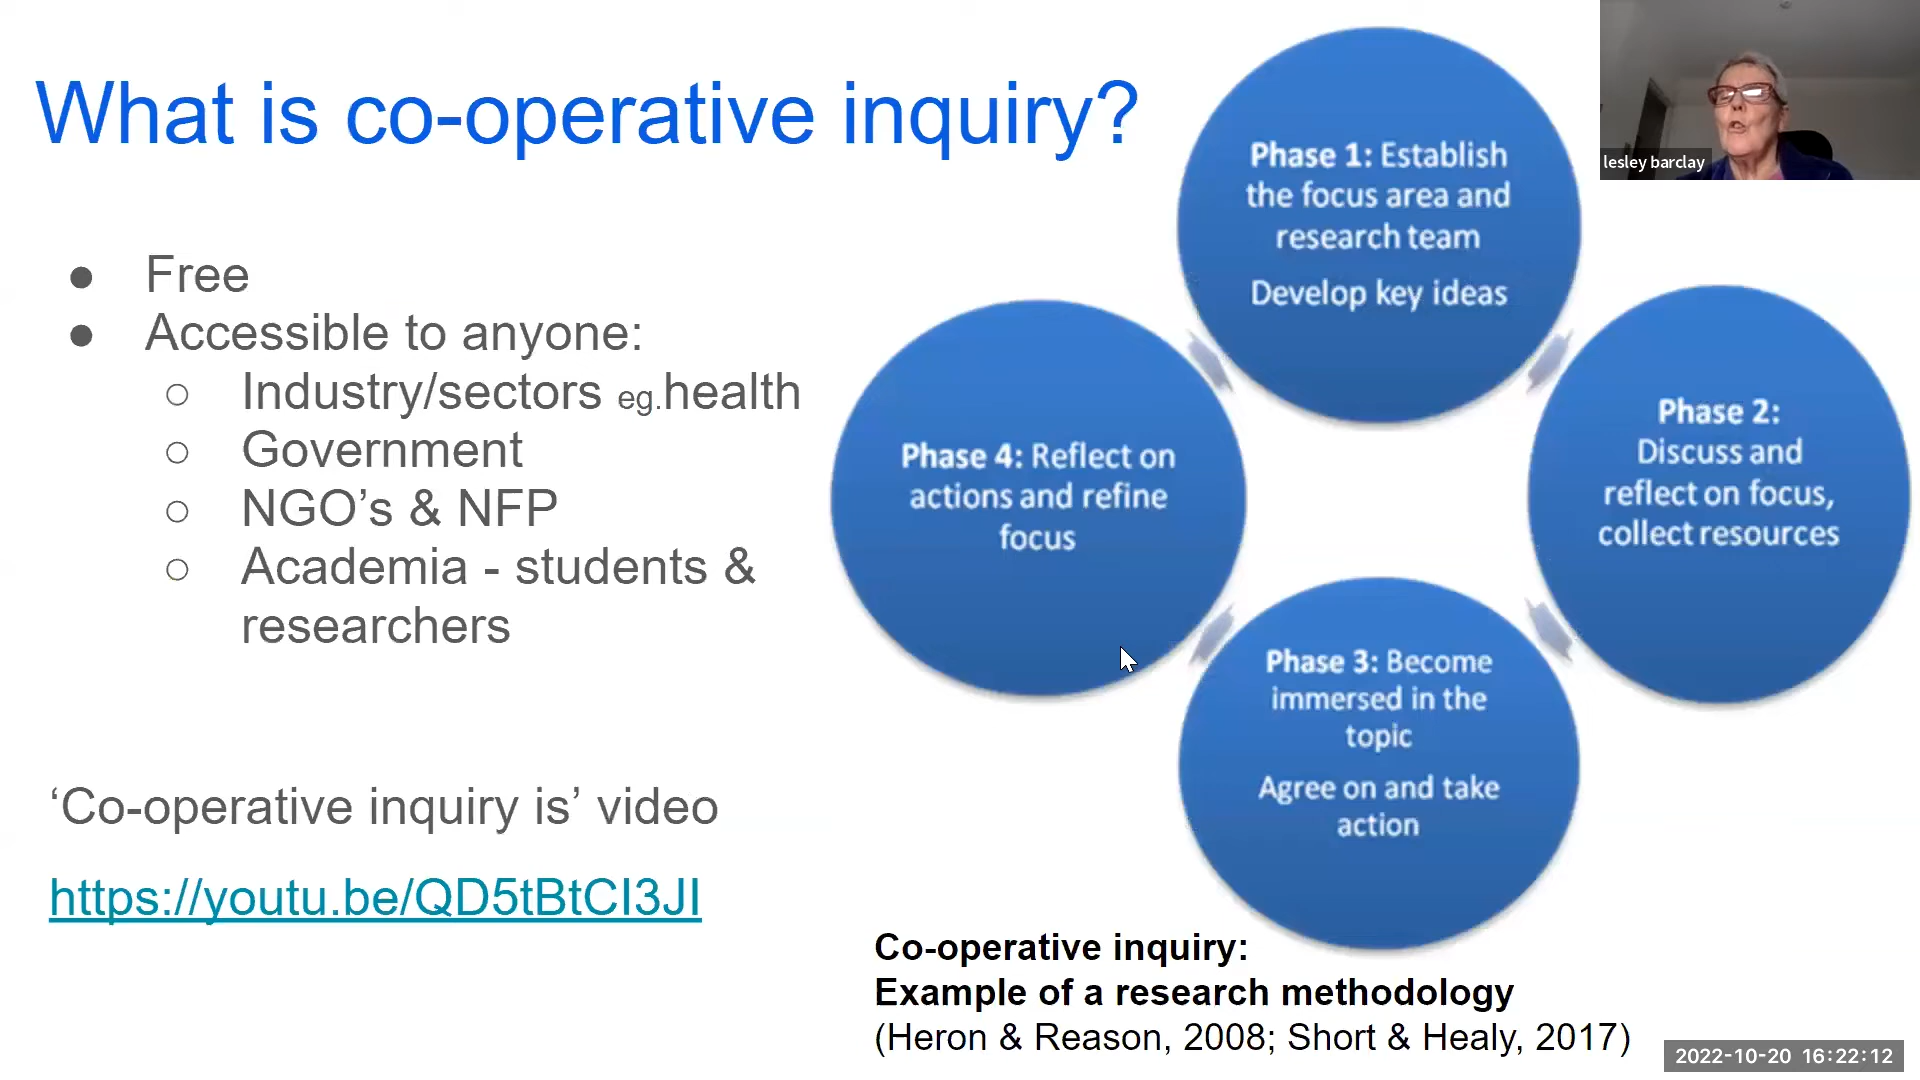 What is co-operative inquiry?
● Free
● Accessible to anyone:
○ Industry/sectors eg.health
○ Government
○ NGO’s & NFP
○ Academia - students &
researchers
‘Co-operative inquiry is’ video
https://youtu.be/QD5tBtCI3JI
Phase 1: Establish
the focus area and
research team
Develop key ideas
Phase 2:
Discuss and
reflect on focus,
collect resources
Phase 3: Become
immersed in the
topic
Agree on and take
action
Phase 4: Reflect on
actions and refine
focus
Co-operative inquiry:
Example of a research methodology
(Heron & Reason, 2008; Short & Healy, 2017)
lesley barclay
2022-10-20 16:22:12